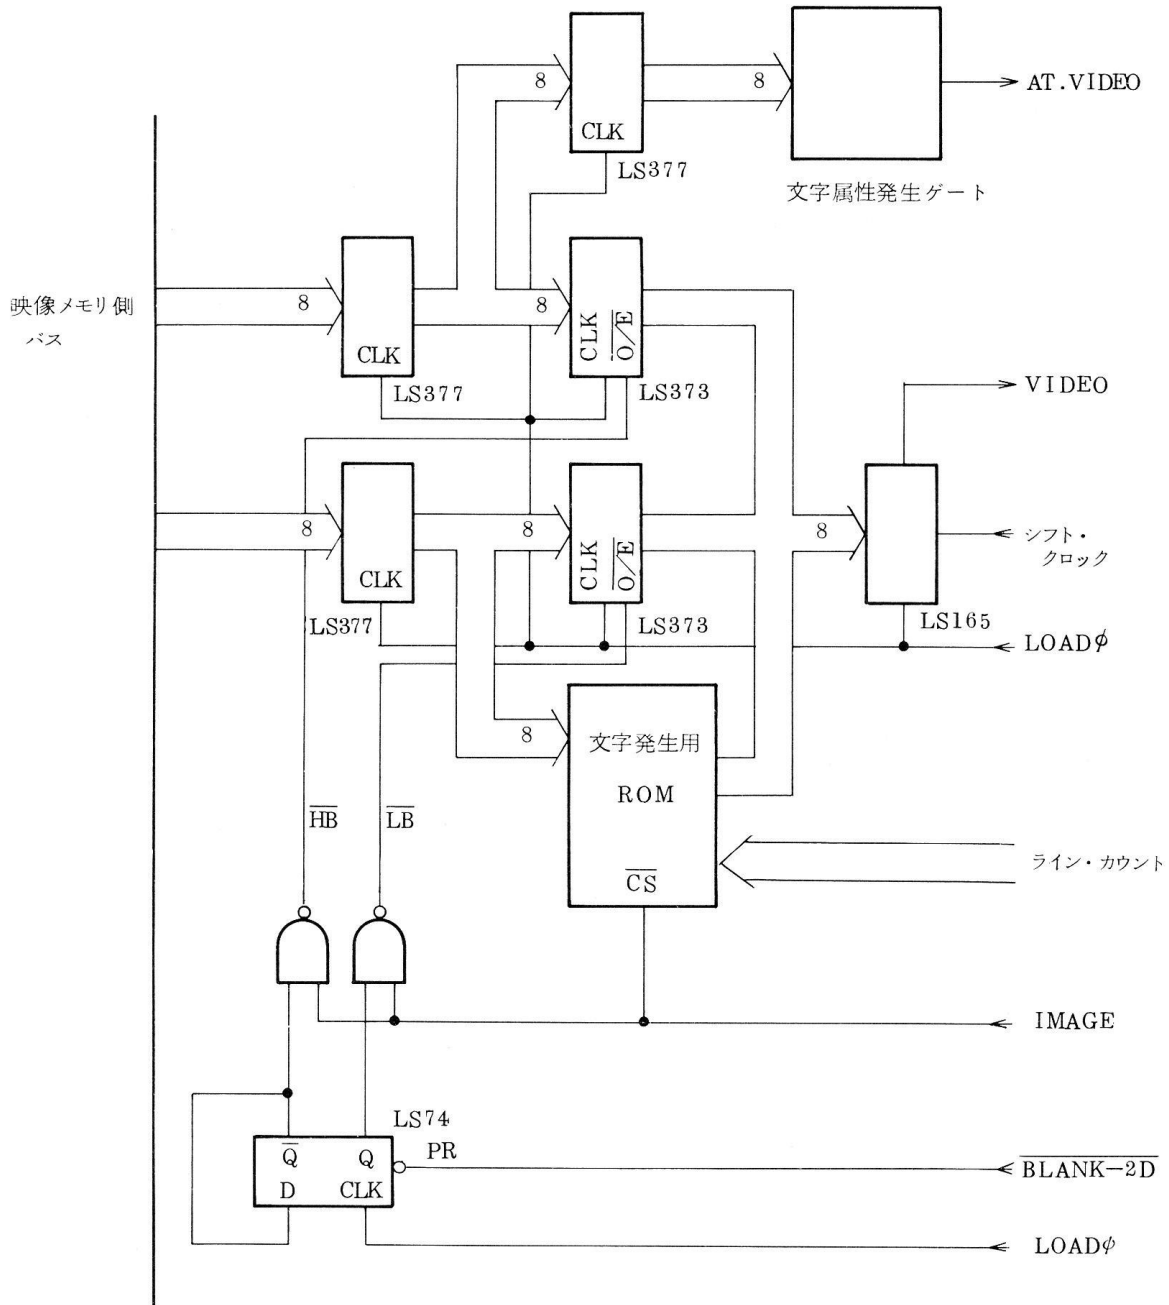 8
8
AT.VIDEO
CLK
LS377
文字属性発生ゲート
映像メモリ側
バス
8
8
CLK
CLK
O/E
LS377
LS373
VIDEO
8
8
8
シフト・
クロック
CLK
CLK
O/E
LS377
LS373
LS165
LOADφ
8
文字発生用
ROM
CS
HB
LB
ライン・カウント
IMAGE
LS74
Q
Q
PR
D
CLK
BLANK-2D
LOADφ